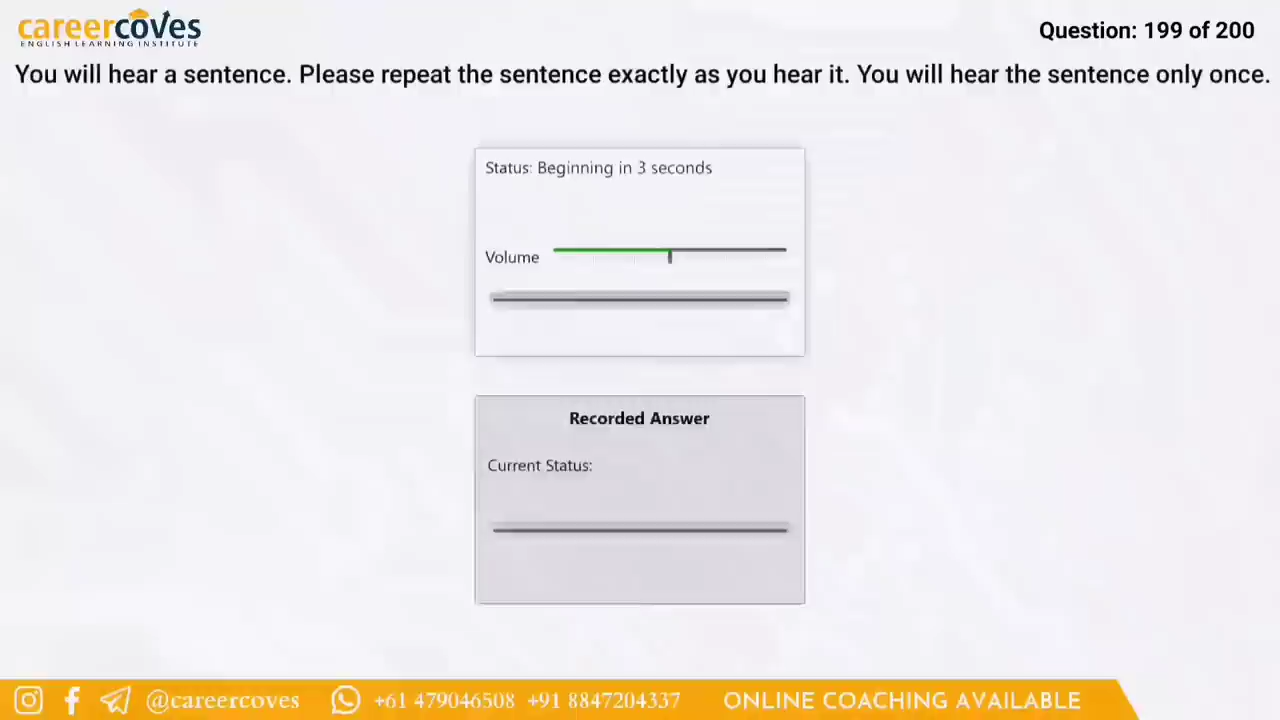 careercoves
ENGLISH LEARNING INSTITUTE
Question: 199 of 200
You will hear a sentence. Please repeat the sentence exactly as you hear it. You will hear the sentence only once.
Status: Beginning in 3 seconds
Volume
Recorded Answer
Current Status:
@careercoves +61 479046508 +91 8847204337 ONLINE COACHING AVAILABLE